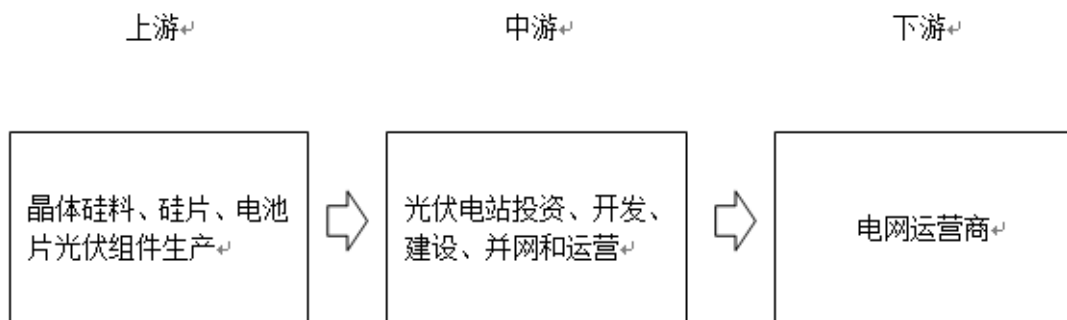 上游
中游
下游
晶体硅料、硅片、电池
片光伏组件生产
光伏电站投资、开发、
建设、并网和运营
电网运营商